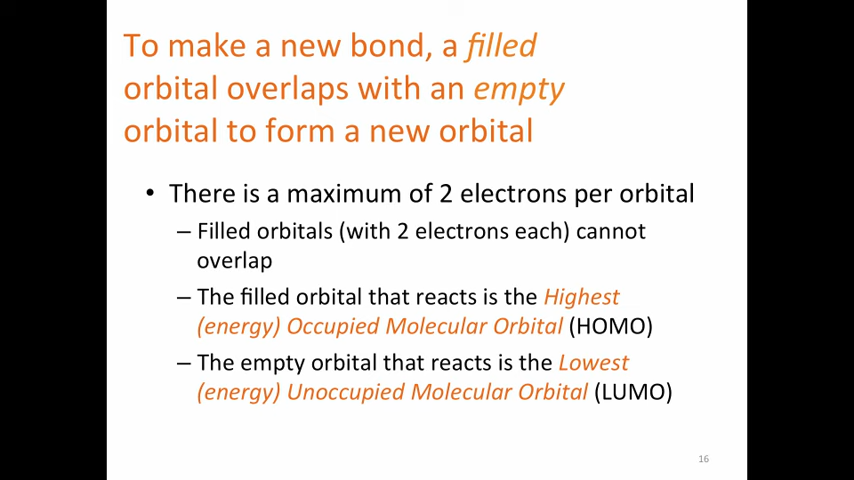 To make a new bond, a filled
orbital overlaps with an empty
orbital to form a new orbital
• There is a maximum of 2 electrons per orbital
– Filled orbitals (with 2 electrons each) cannot
overlap
– The filled orbital that reacts is the Highest
(energy) Occupied Molecular Orbital (HOMO)
– The empty orbital that reacts is the Lowest
(energy) Unoccupied Molecular Orbital (LUMO)
16